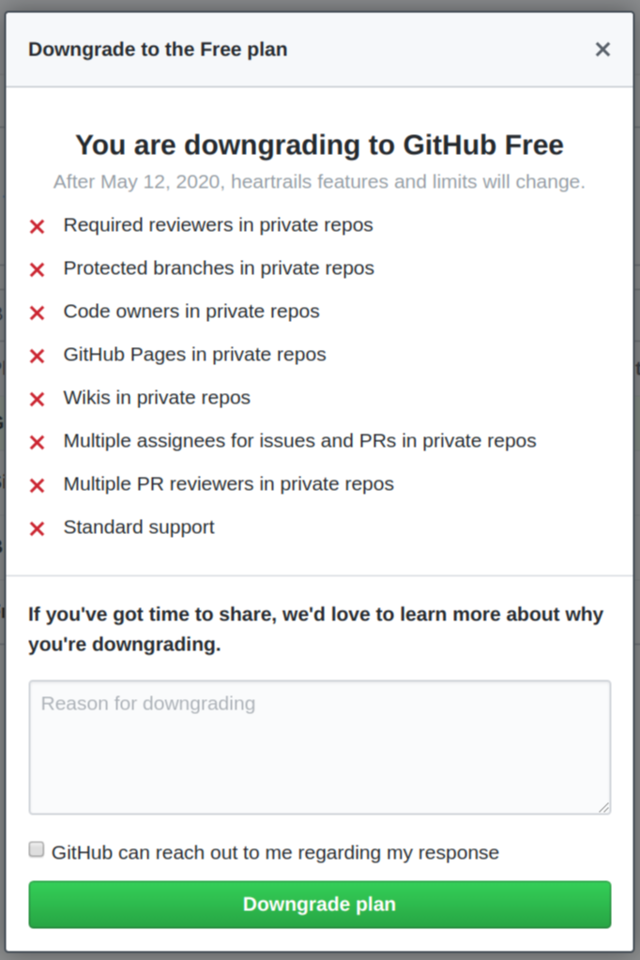 Downgrade to the Free plan
You are downgrading to GitHub Free
After May 12, 2020, heartrails features and limits will change.
Required reviewers in private repos
Protected branches in private repos
Code owners in private repos
GitHub Pages in private repos
Wikis in private repos
Multiple assignees for issues and PRs in private repos
Multiple PR reviewers in private repos
Standard support
If you've got time to share, we'd love to learn more about why
you're downgrading.
Reason for downgrading
GitHub can reach out to me regarding my response
Downgrade plan